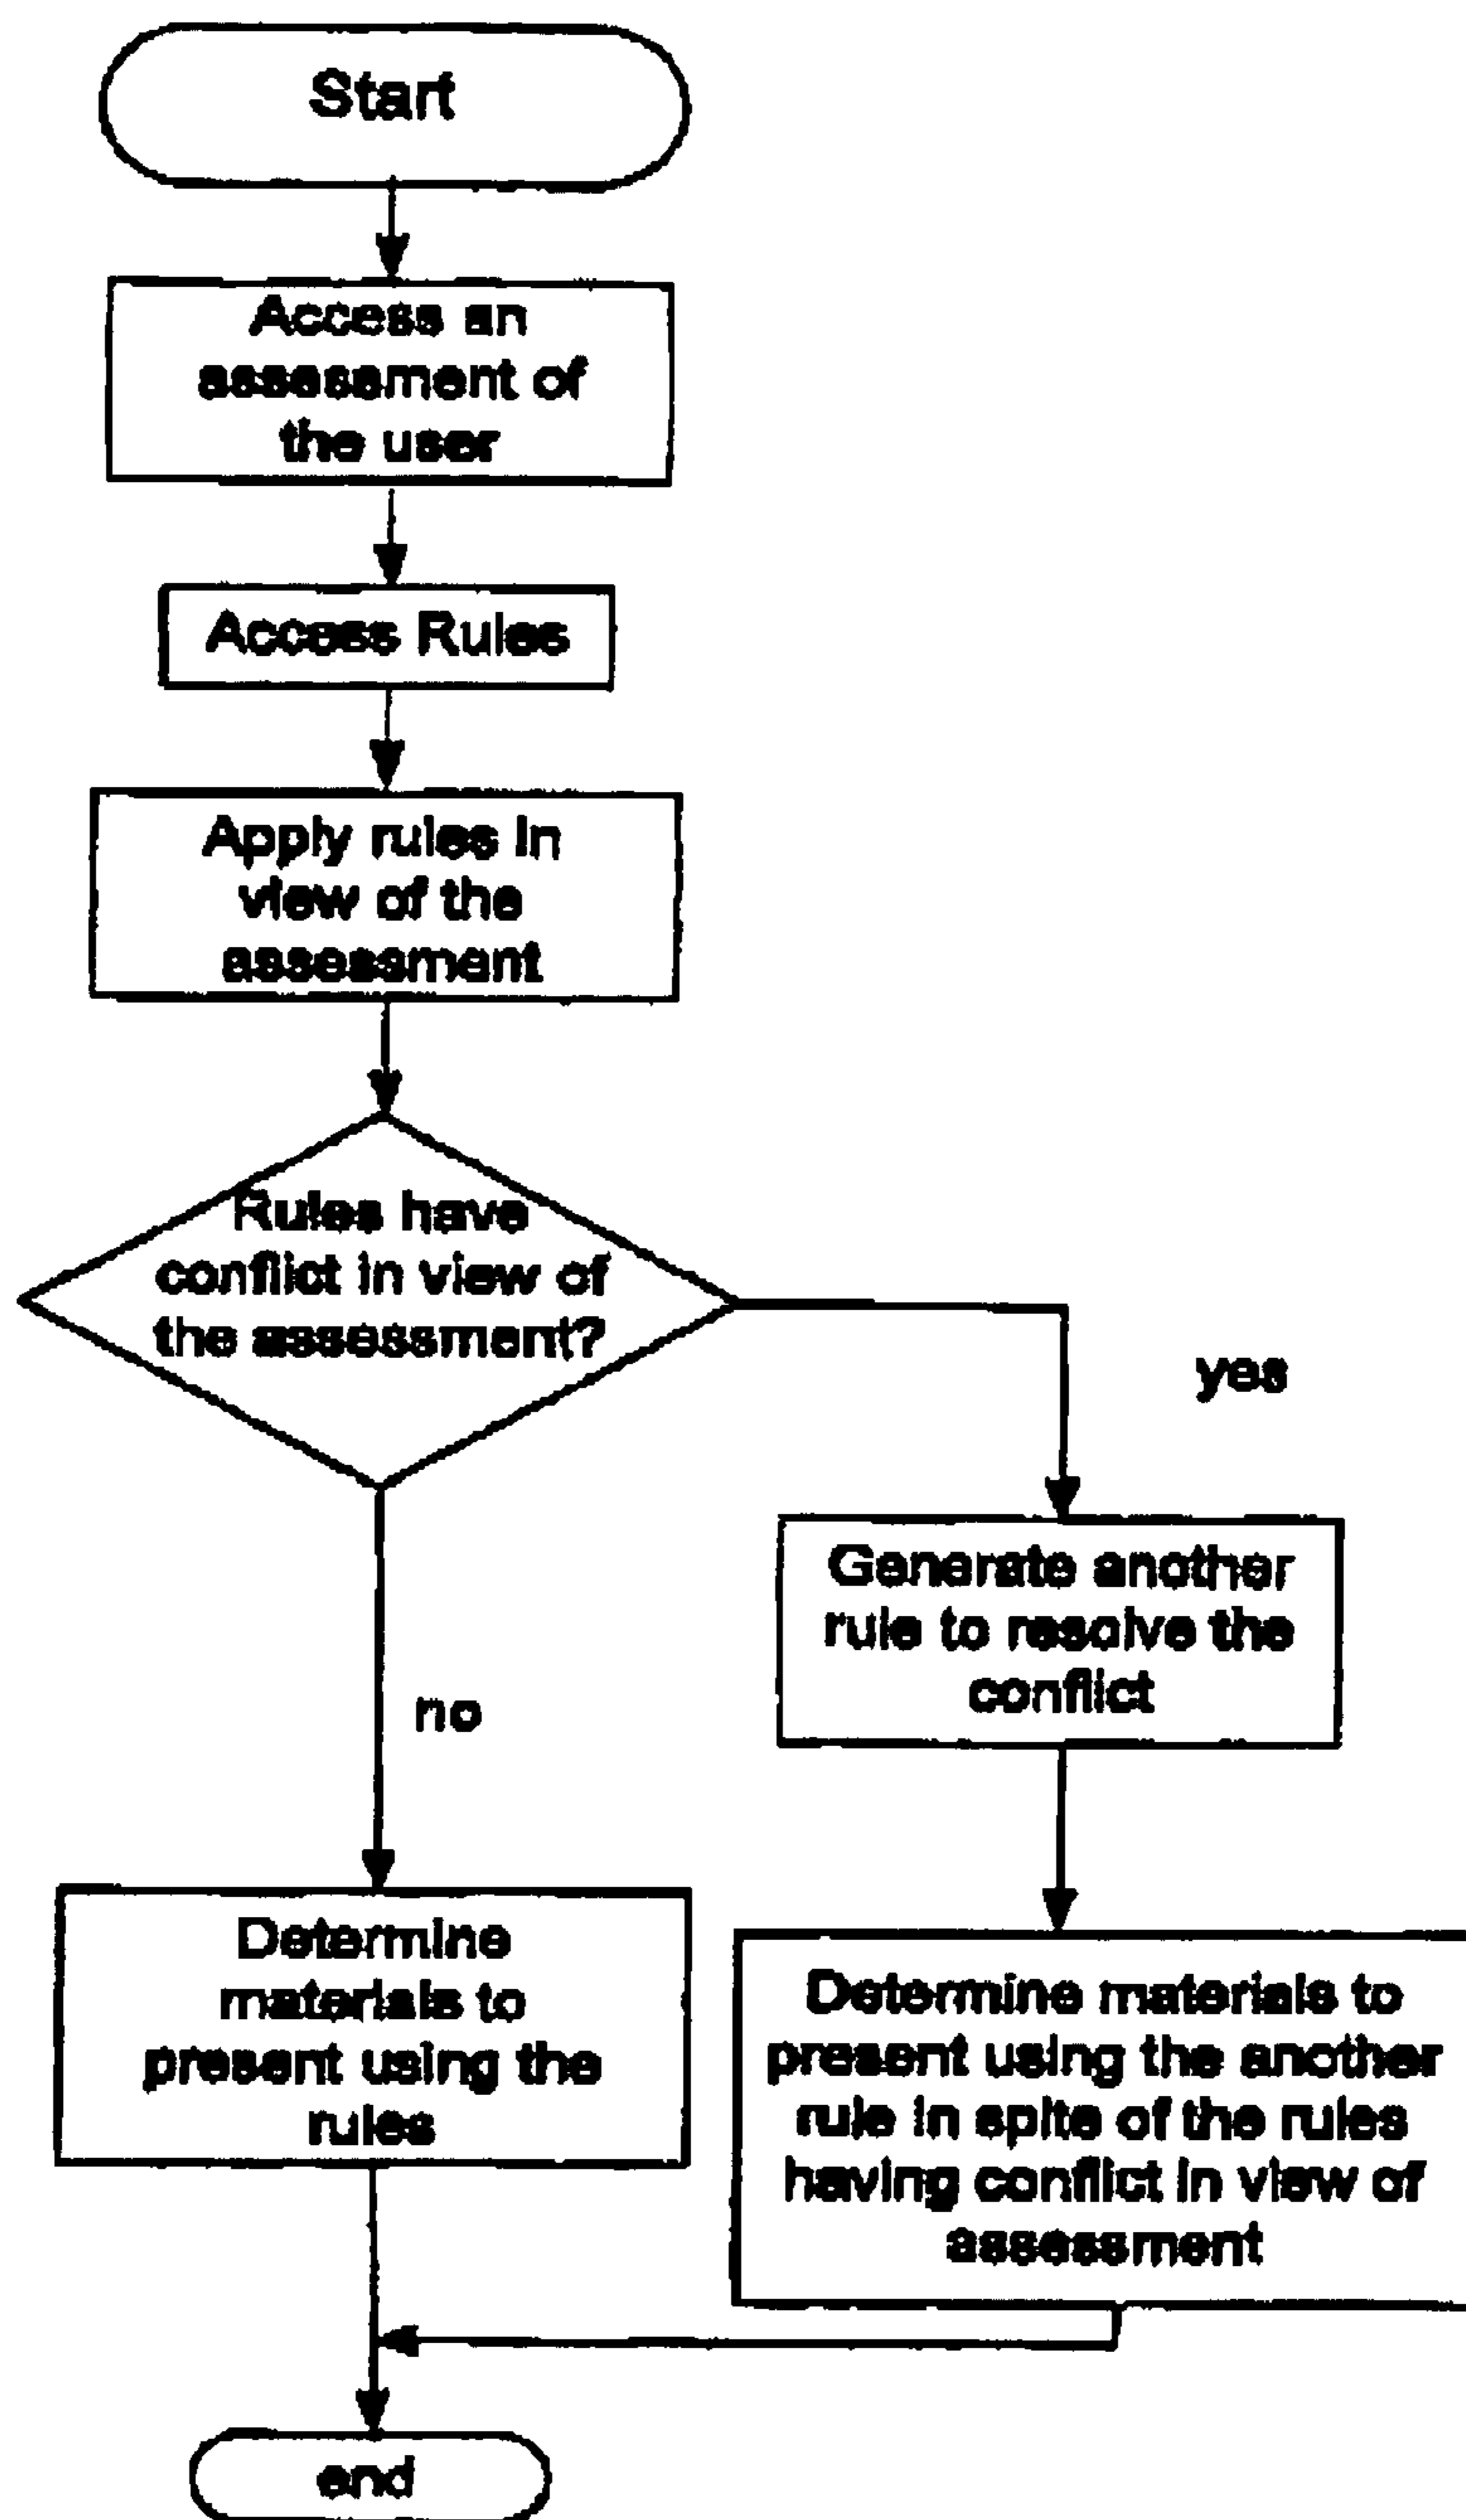 Start
Access an
assessment of
the user
Access Rules
Apply rules in
view of the
assessment
Rules have
conflict in view of
the assessment?
yes
Generate another
rule to resolve the
conflict
no
Determine
materials to
present using the
rules
Determine materials to
present using the another
rule in spite of the rules
having conflict in view of
assessment
end